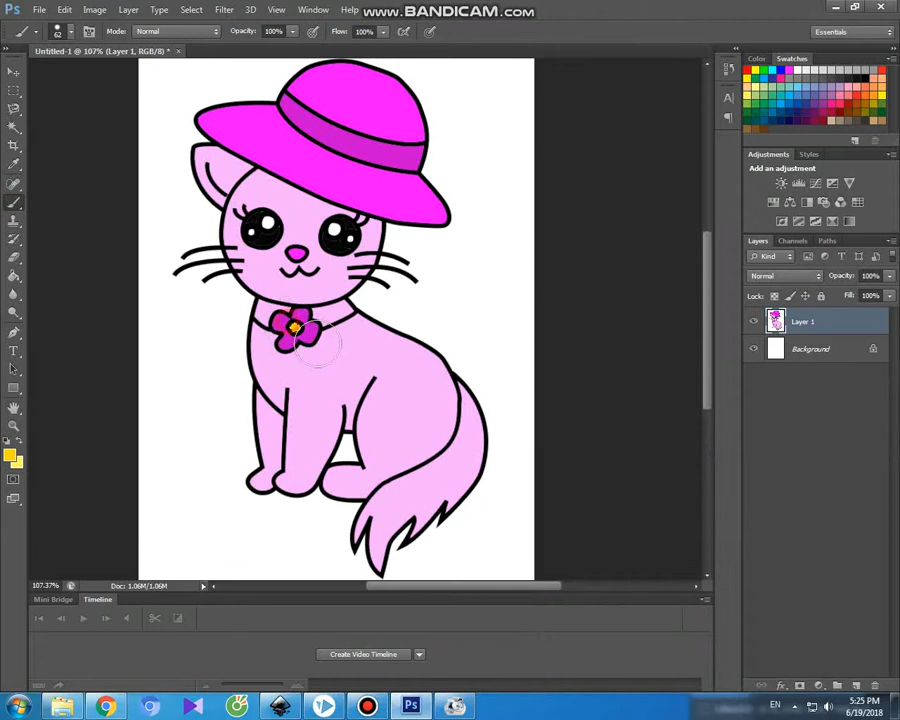 Ps File Edit Image Layer Type Select Filter 3D View Window Help
www.BANDICAM.com
62 Mode: Normal Opacity: 100% Flow: 100% Essentials
Untitled-1 @ 107% (Layer 1, RGB/8) * ×
Color Swatches
Adjustments Styles
Add an adjustment
Layers Channels Paths
Kind
Normal Opacity: 100%
Lock: Fill: 100%
Layer 1
Background
107.37% Doc: 1.06M/1.06M
Mini Bridge Timeline
Create Video Timeline
EN 5:25 PM
6/19/2018